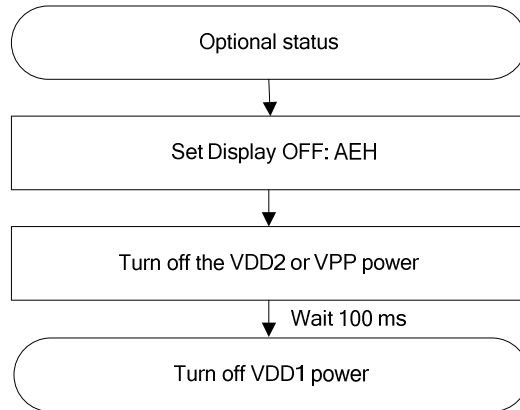 Optional status
Set Display OFF: AEH
Turn off the VDD2 or VPP power
Wait 100 ms
Turn off VDD1 power